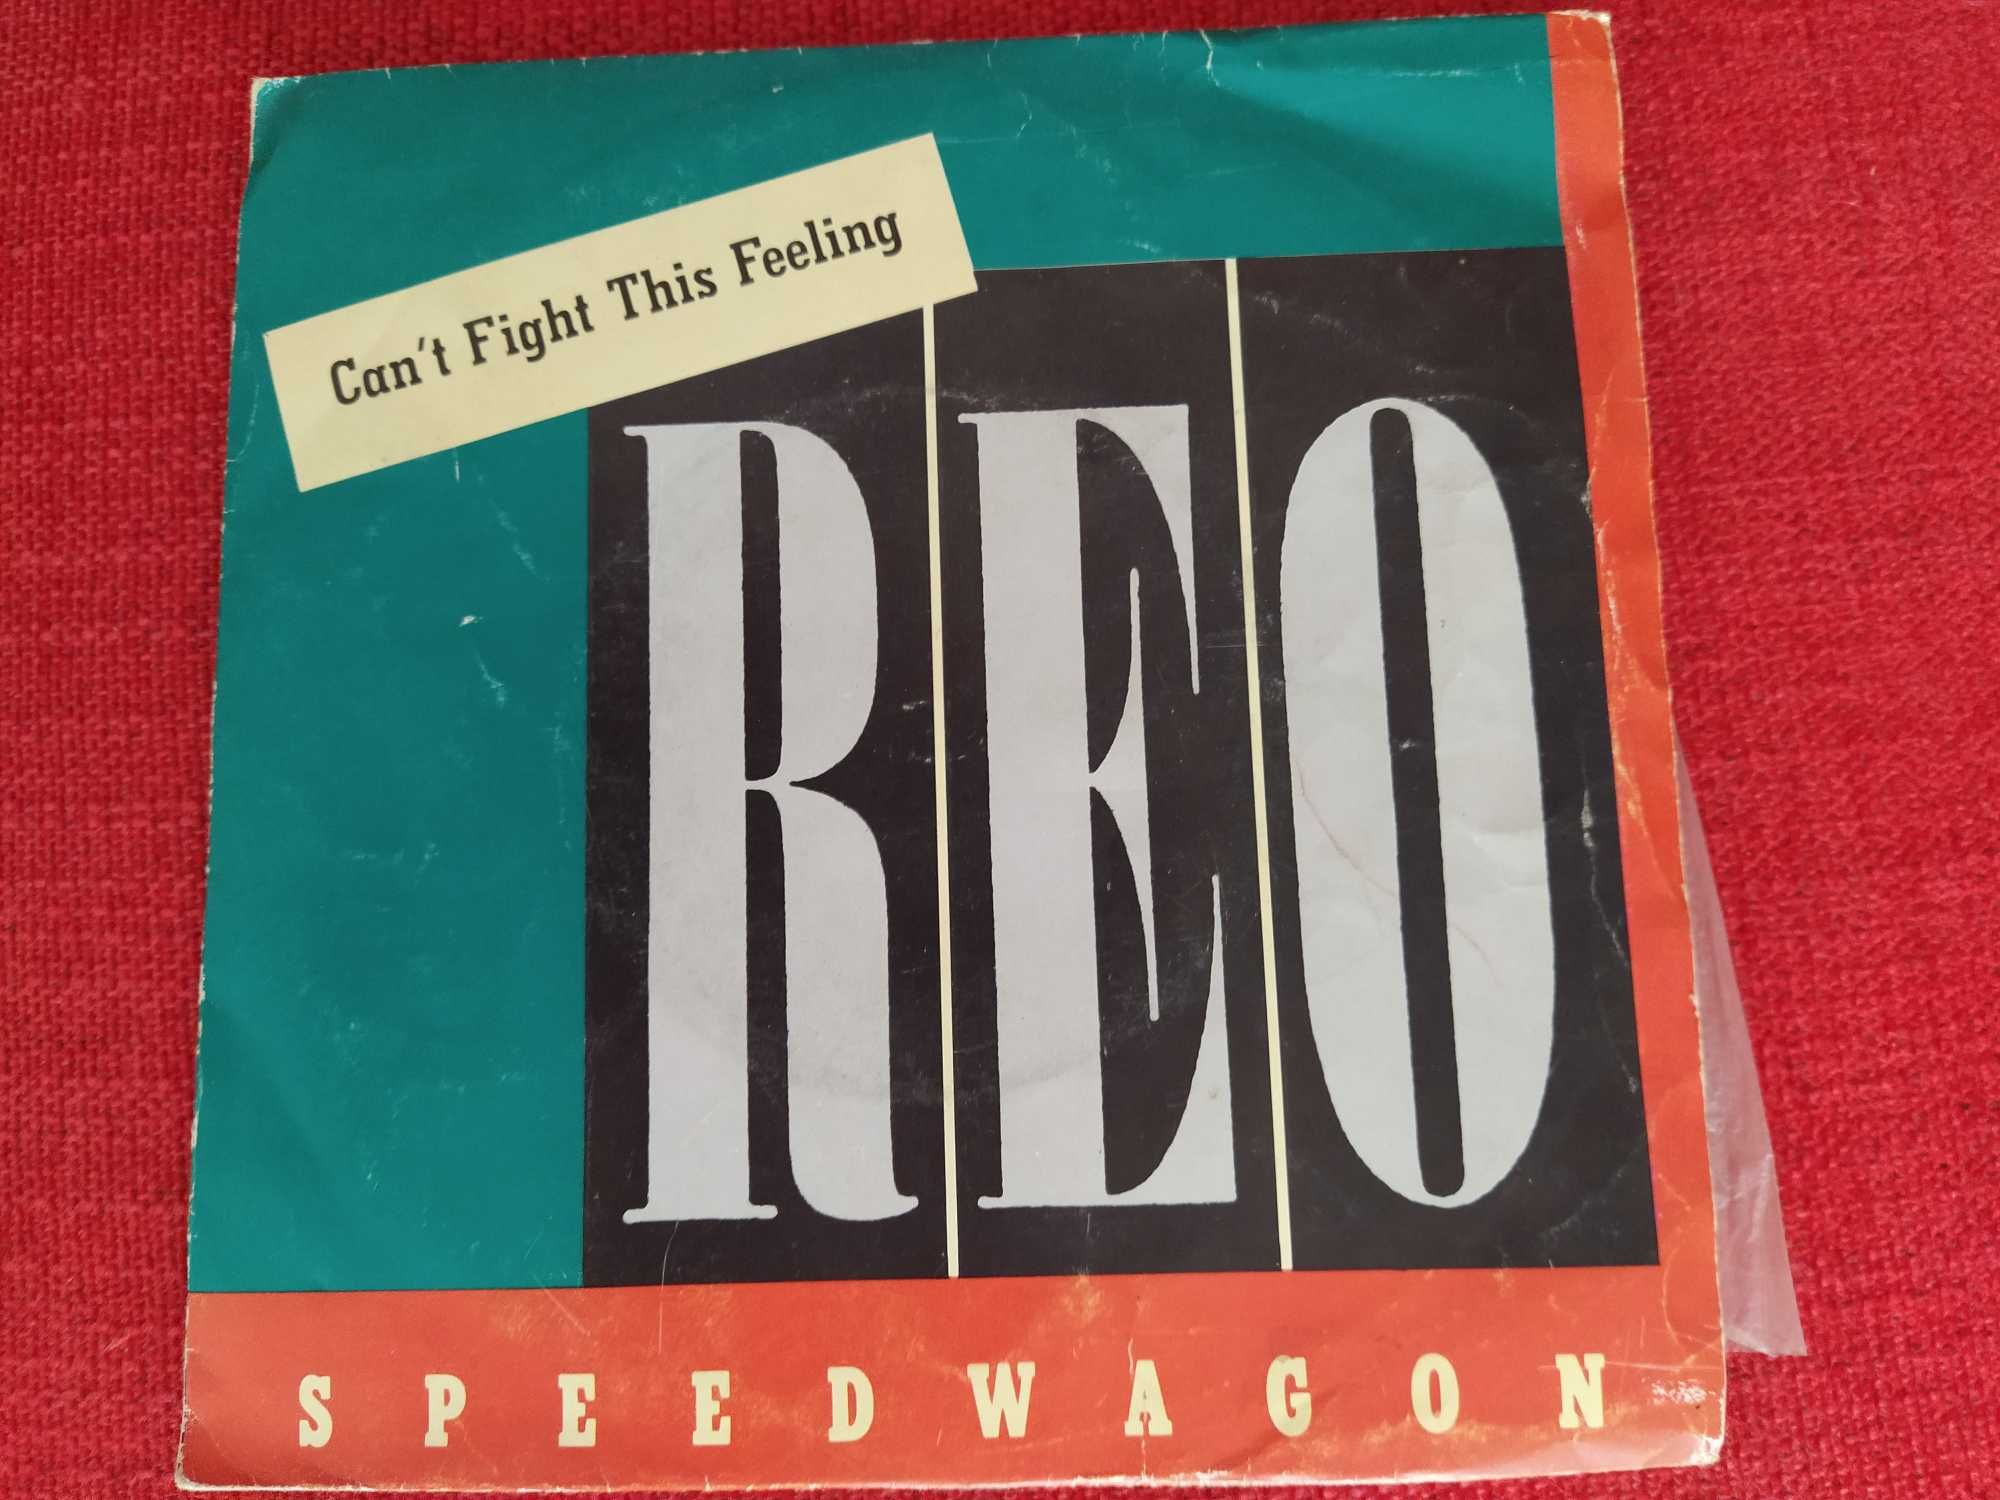 Can't Fight This Feeling
REO
SPEEDWAGON